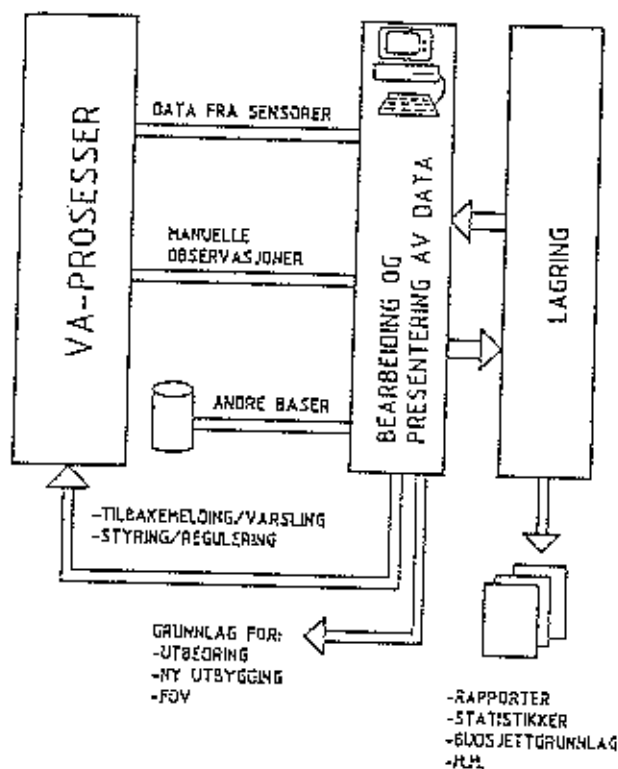 VA-PROSESSER
DATA FRA SENSORER
MANUELLE
OBSERVASJONER
ANDRE BASER
BEARBEIDING OG
PRESENTERING AV DATA
LAGRING
-TILBAKEMELDING/VARSLING
-STYRING/REGULERING
GRUNNLAG FOR:
-UTBEDRING
-NY UTBYGGING
-FDV
-RAPPORTER
-STATISTIKKER
-BUDSJETTGRUNNLAG
-M.M.